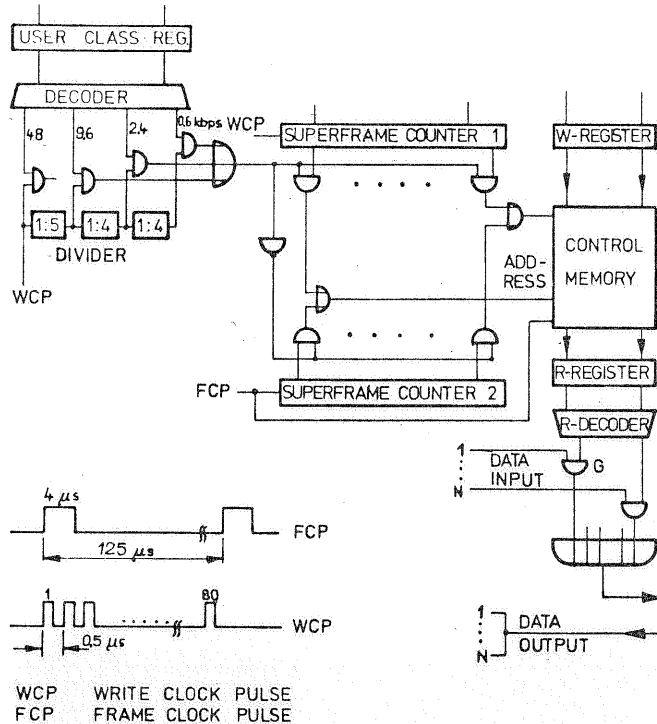 USER CLASS REG.
DECODER
48
9,6
2,4
0,6 kbps
WCP
SUPERFRAME COUNTER 1
W-REGISTER
1:5
1:4
1:4
DIVIDER
WCP
ADD-
RESS
CONTROL
MEMORY
FCP
SUPERFRAME COUNTER 2
R-REGISTER
R-DECODER
1
N
DATA
INPUT
G
4 μs
FCP
125 μs
1
80
WCP
0,5 μs
1
N
DATA
OUTPUT
WCP WRITE CLOCK PULSE
FCP FRAME CLOCK PULSE